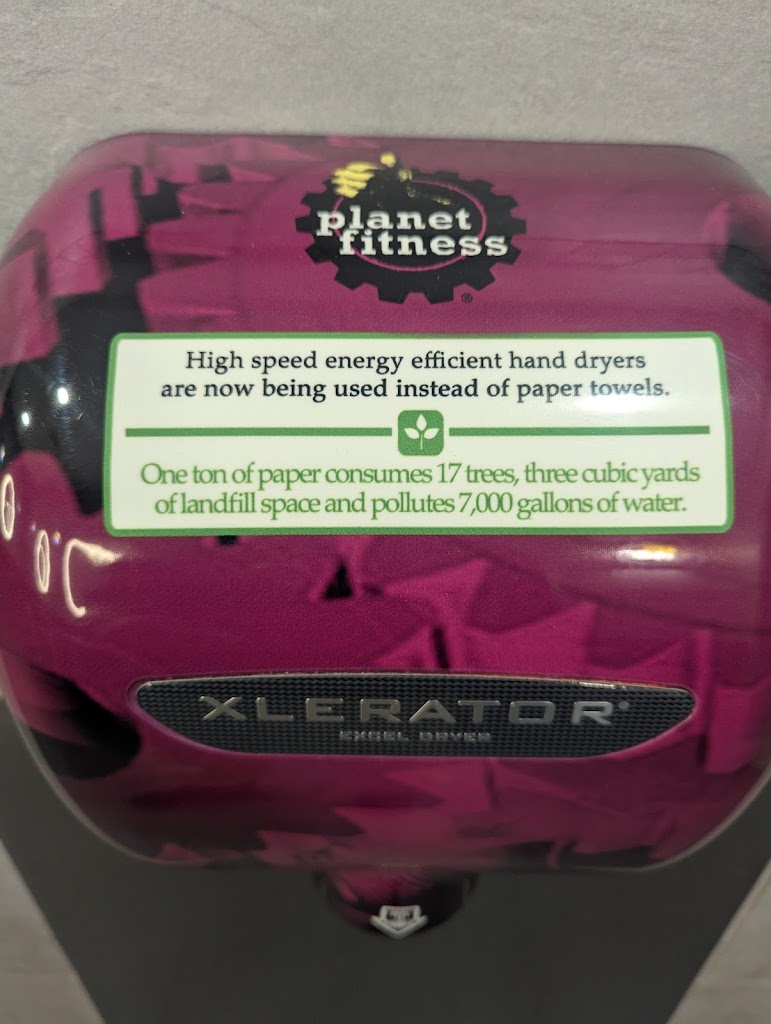 planet
fitness
®
High speed energy efficient hand dryers
are now being used instead of paper towels.
One ton of paper consumes 17 trees, three cubic yards
of landfill space and pollutes 7,000 gallons of water.
XLERATOR®
EXCEL DRYER